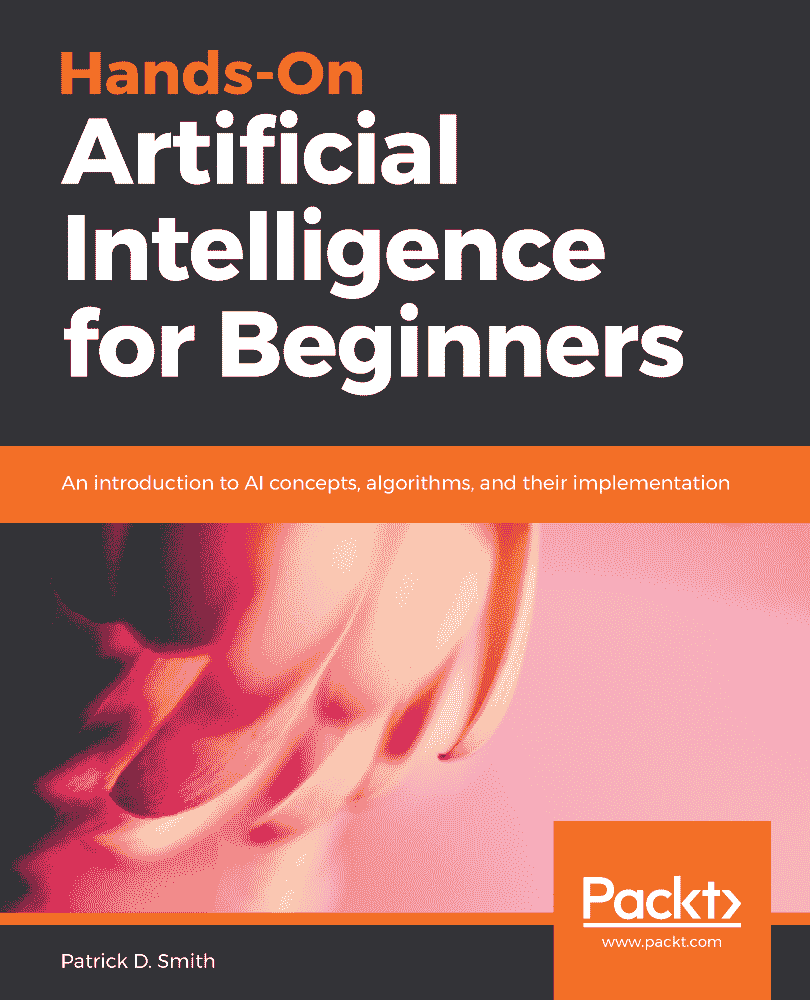 Hands-On
Artificial
Intelligence
for Beginners
An introduction to AI concepts, algorithms, and their implementation
Packt>
www.packt.com
Patrick D. Smith